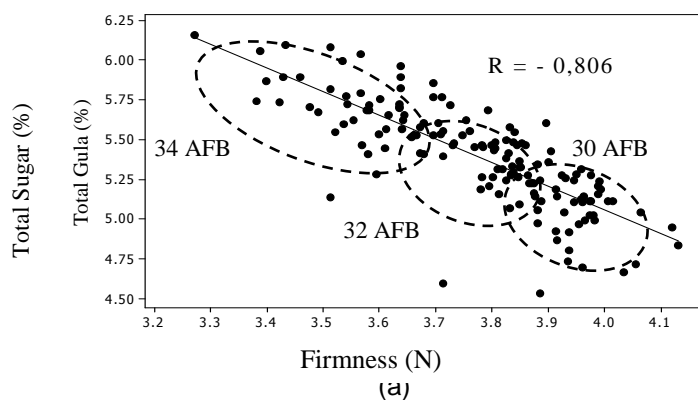 Total Sugar (%)
Total Gula (%)
6.25
6.00
5.75
5.50
5.25
5.00
4.75
4.50
R = - 0,806
34 AFB
30 AFB
32 AFB
3.2 3.3 3.4 3.5 3.6 3.7 3.8 3.9 4.0 4.1
Firmness (N)
(a)